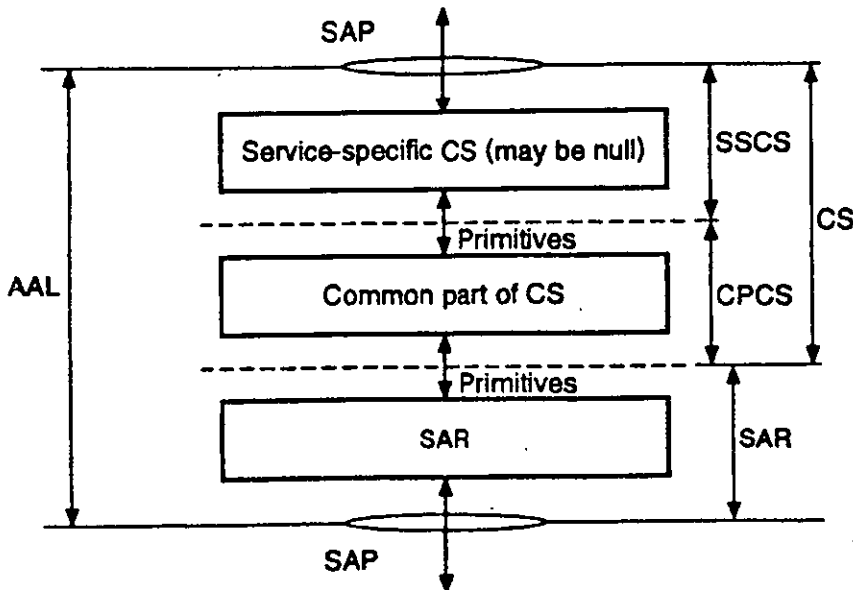 SAP
Service-specific CS (may be null)
SSCS
CS
Primitives
AAL
Common part of CS
CPCS
Primitives
SAR
SAR
SAP